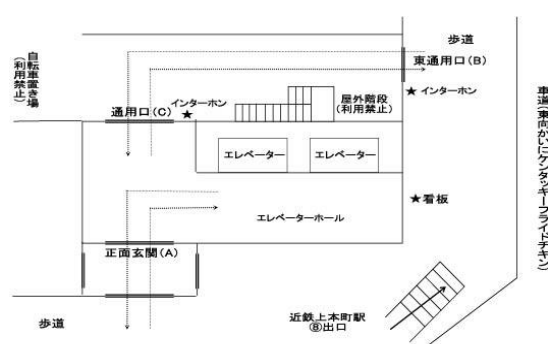 歩道
東通用口(B)
自転車置き場
(利用禁止)
インターホン
★
通用口(C)
屋外階段
(利用禁止)
★インターホン
エレベーター
エレベーター
車道(東向かいにケンタッキーフライドチキン)
★看板
エレベーターホール
正面玄関(A)
近鉄上本町駅
⑧出口
歩道